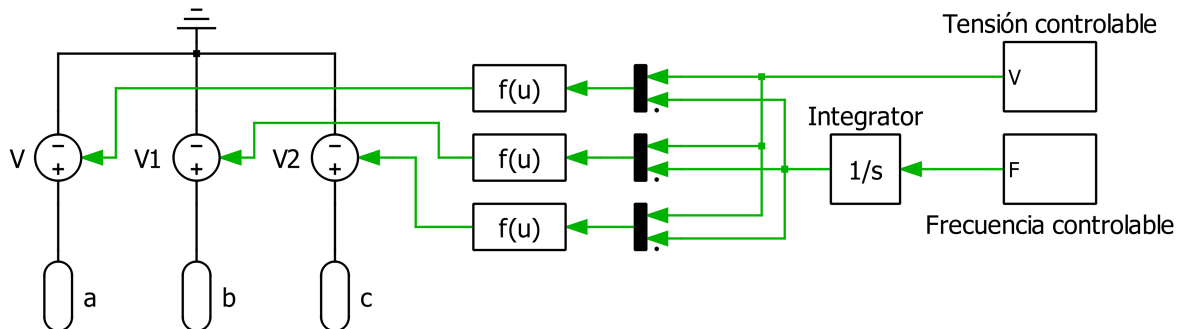 Tensión controlable
V
f(u)
Integrator
V
V1
V2
f(u)
1/s
F
f(u)
Frecuencia controlable
a
b
c